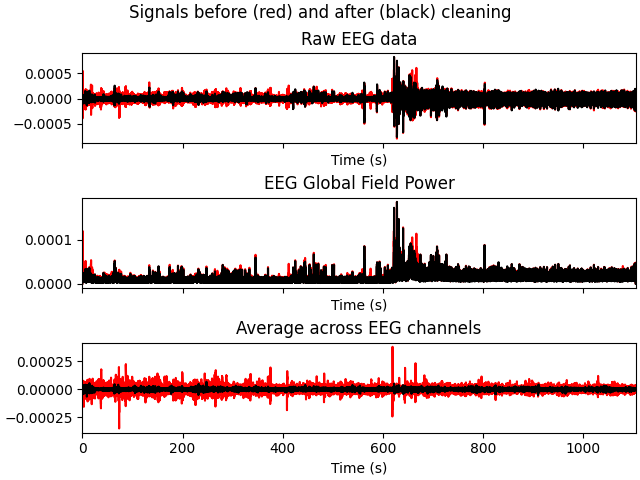 Signals before (red) and after (black) cleaning
Raw EEG data
0.0005
0.0000
−0.0005
Time (s)
EEG Global Field Power
0.0001
0.0000
Time (s)
Average across EEG channels
0.00025
0.00000
−0.00025
0 200 400 600 800 1000
Time (s)